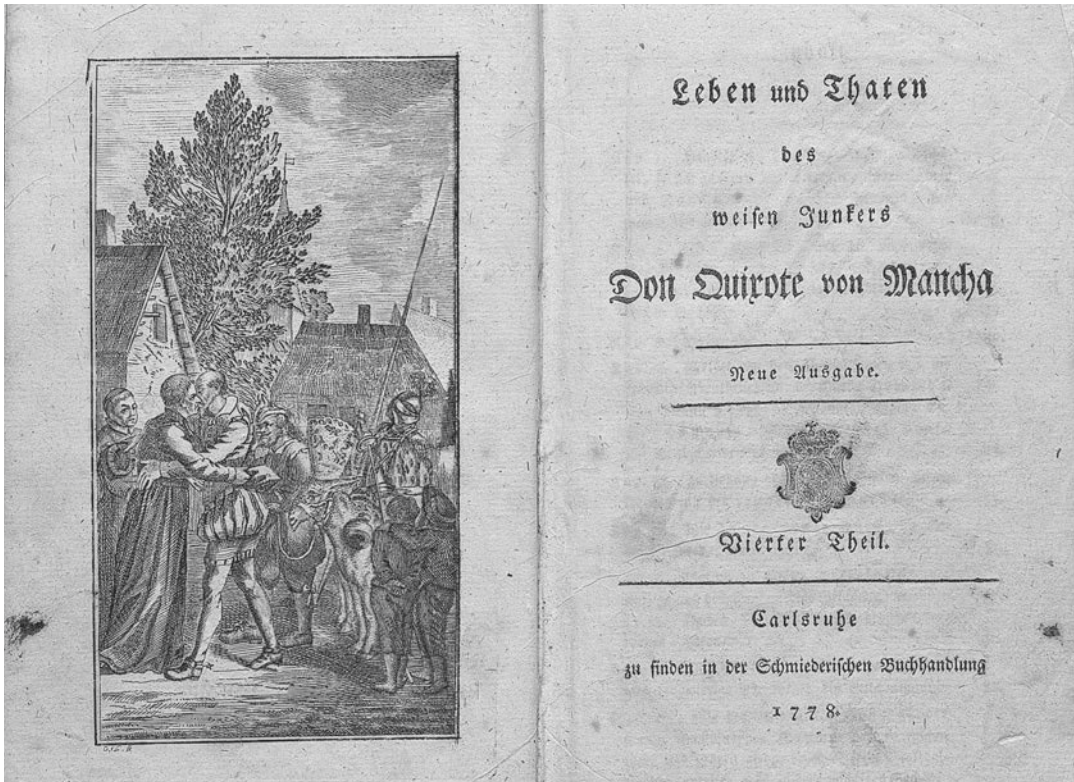 Leben und Thaten
des
weisen Junkers
Don Quixote von Mancha
Neue Ausgabe.
Vierter Theil.
Carlsruhe
zu finden in der Schmiederischen Buchhandlung
1778.